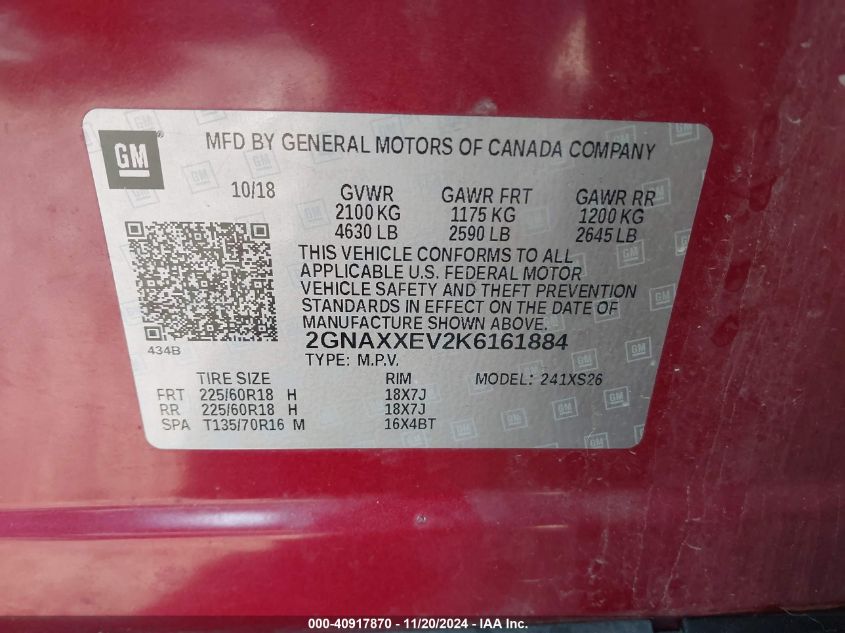 GM
MFD BY GENERAL MOTORS OF CANADA COMPANY
10/18 GVWR GAWR FRT GAWR RR
2100 KG 1175 KG 1200 KG
4630 LB 2590 LB 2645 LB
THIS VEHICLE CONFORMS TO ALL
APPLICABLE U.S. FEDERAL MOTOR
VEHICLE SAFETY AND THEFT PREVENTION
STANDARDS IN EFFECT ON THE DATE OF
MANUFACTURE SHOWN ABOVE.
434B
2GNAXXEV2K6161884
TYPE: M.P.V. MODEL: 241XS26
TIRE SIZE RIM
FRT 225/60R18 H 18X7J
RR 225/60R18 H 18X7J
SPA T135/70R16 M 16X4BT
000-40917870 - 11/20/2024 - IAA Inc.